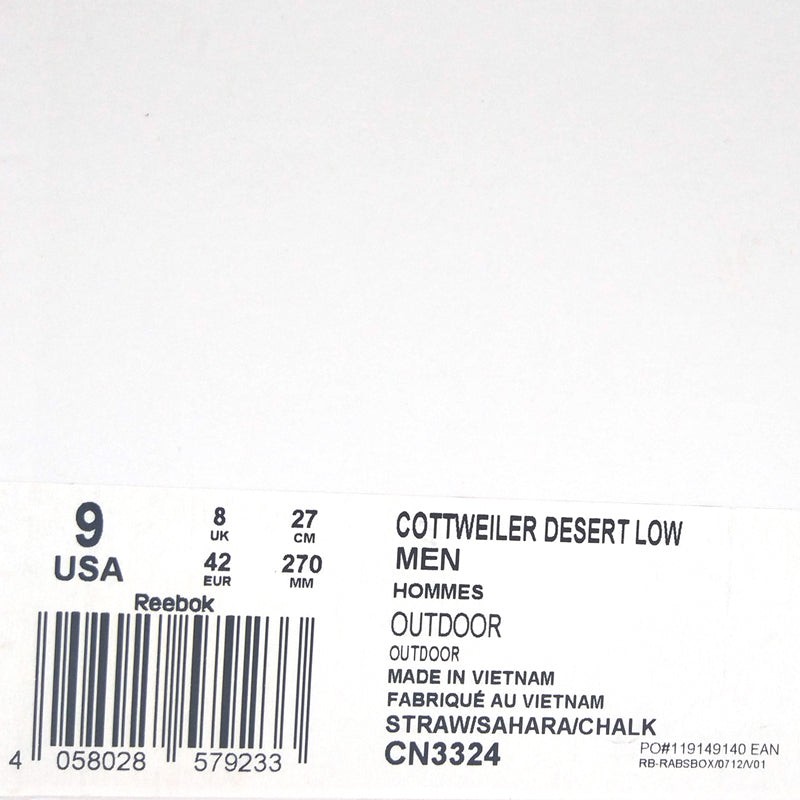 9
USA
8
UK
27
CM
42
EUR
270
MM
Reebok
4 058028 579233
COTTWEILER DESERT LOW
MEN
HOMMES
OUTDOOR
OUTDOOR
MADE IN VIETNAM
FABRIQUÉ AU VIETNAM
STRAW/SAHARA/CHALK
CN3324
PO#119149140 EAN
RB-RABSBOX/0712/V01